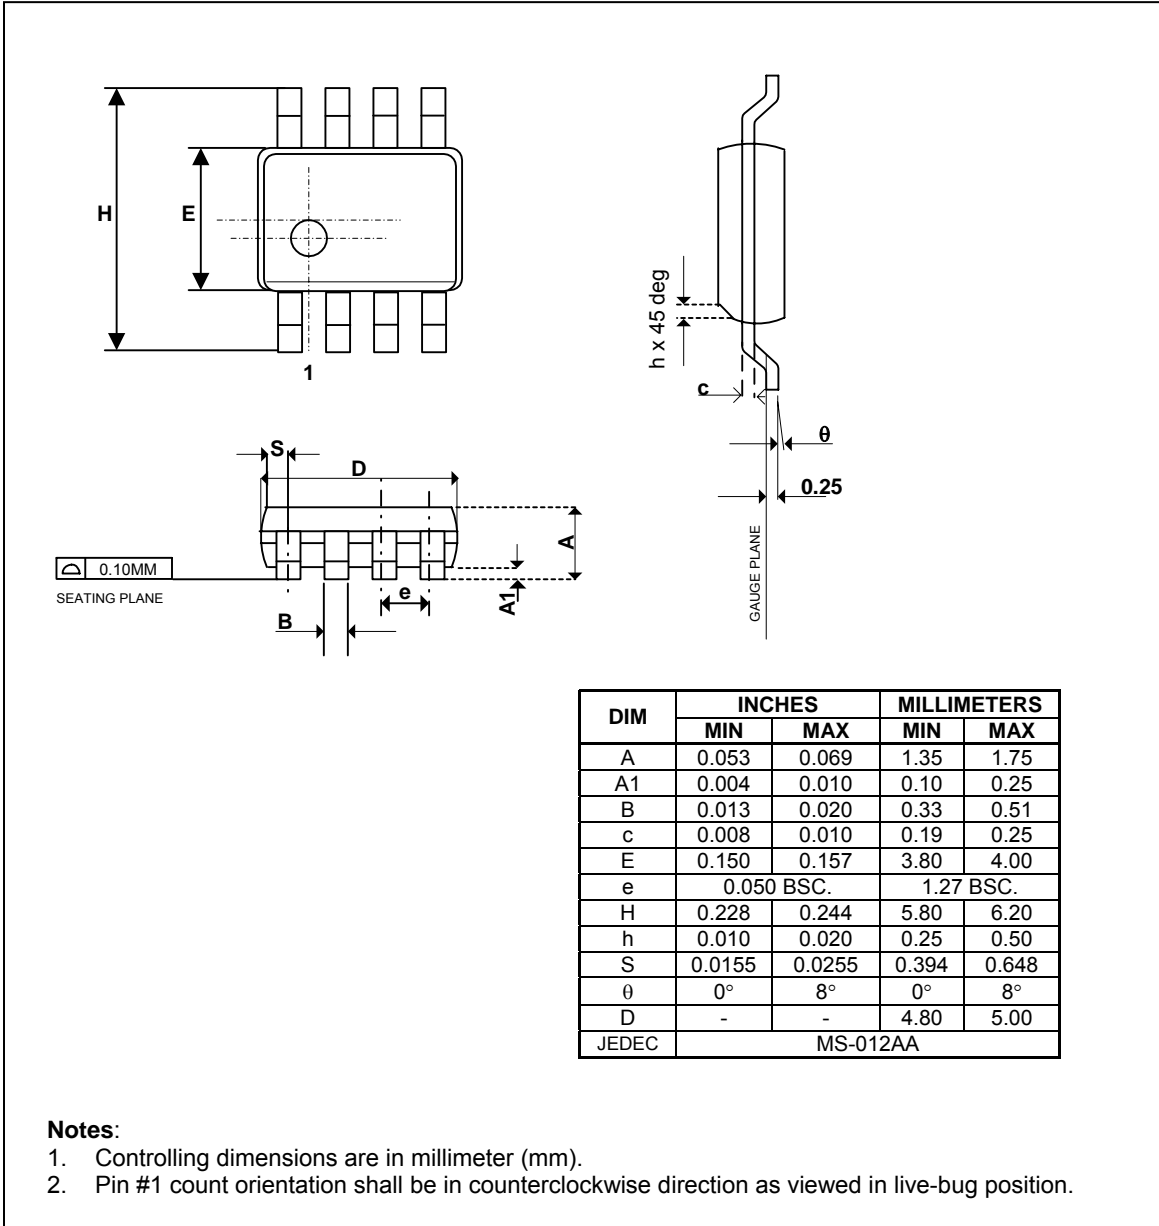 H
E
1
h x 45 deg
c
θ
0.25
GAUGE PLANE
S
D
A
A1
e
B
0.10MM
SEATING PLANE
DIM INCHES MILLIMETERS
MIN MAX MIN MAX
A 0.053 0.069 1.35 1.75
A1 0.004 0.010 0.10 0.25
B 0.013 0.020 0.33 0.51
c 0.008 0.010 0.19 0.25
E 0.150 0.157 3.80 4.00
e 0.050 BSC. 1.27 BSC.
H 0.228 0.244 5.80 6.20
h 0.010 0.020 0.25 0.50
S 0.0155 0.0255 0.394 0.648
θ 0° 8° 0° 8°
D - - 4.80 5.00
JEDEC MS-012AA
Notes:
1. Controlling dimensions are in millimeter (mm).
2. Pin #1 count orientation shall be in counterclockwise direction as viewed in live-bug position.